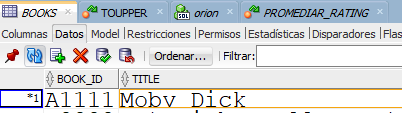 BOOKS TOUPPER orion PROMEDIAR_RATING
Columnas Datos Model Restricciones Permisos Estadísticas Disparadores Flas
Ordenar... Filtrar:
BOOK_ID TITLE
*1 A1111 Moby Dick